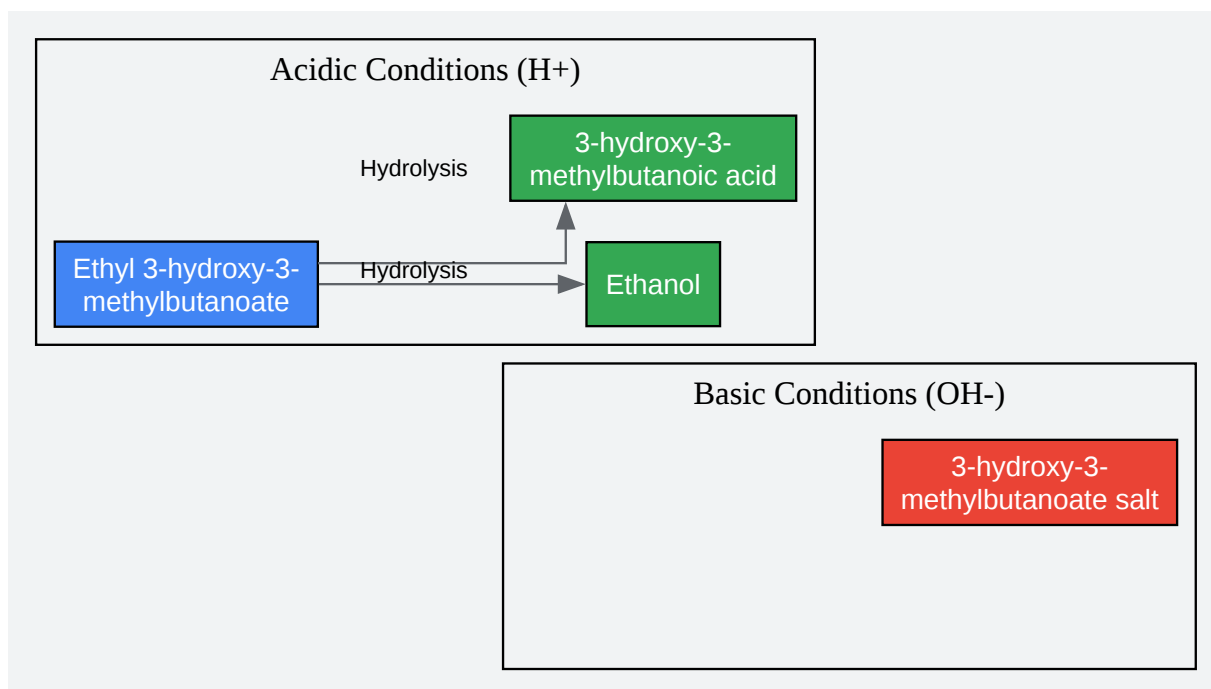 Acidic Conditions (H+)
3-hydroxy-3-
methylbutanoic acid
Hydrolysis
Ethyl 3-hydroxy-3-
methylbutanoate
Hydrolysis
Ethanol
Basic Conditions (OH-)
3-hydroxy-3-
methylbutanoate salt